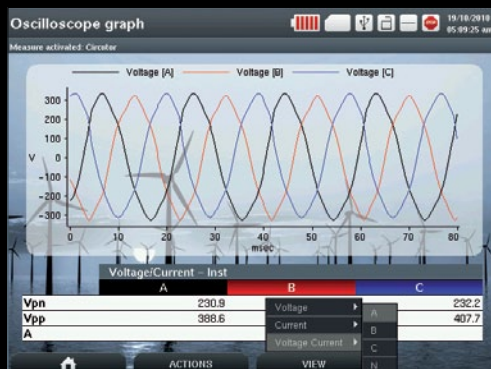 Oscilloscope graph
19/10/2010
05:09:25 am
Measure activated: Circutor
Voltage [A] Voltage [B] Voltage [C]
300
200
100
V 0
-100
-200
-300
0 10 20 30 40 50 60 70 80
msec
Voltage/Current - Inst
A B C
Vpn 230.9 232.2
Vpp 388.6 407.7
A
Voltage
Current
Voltage Current
A
B
C
N
ACTIONS VIEW